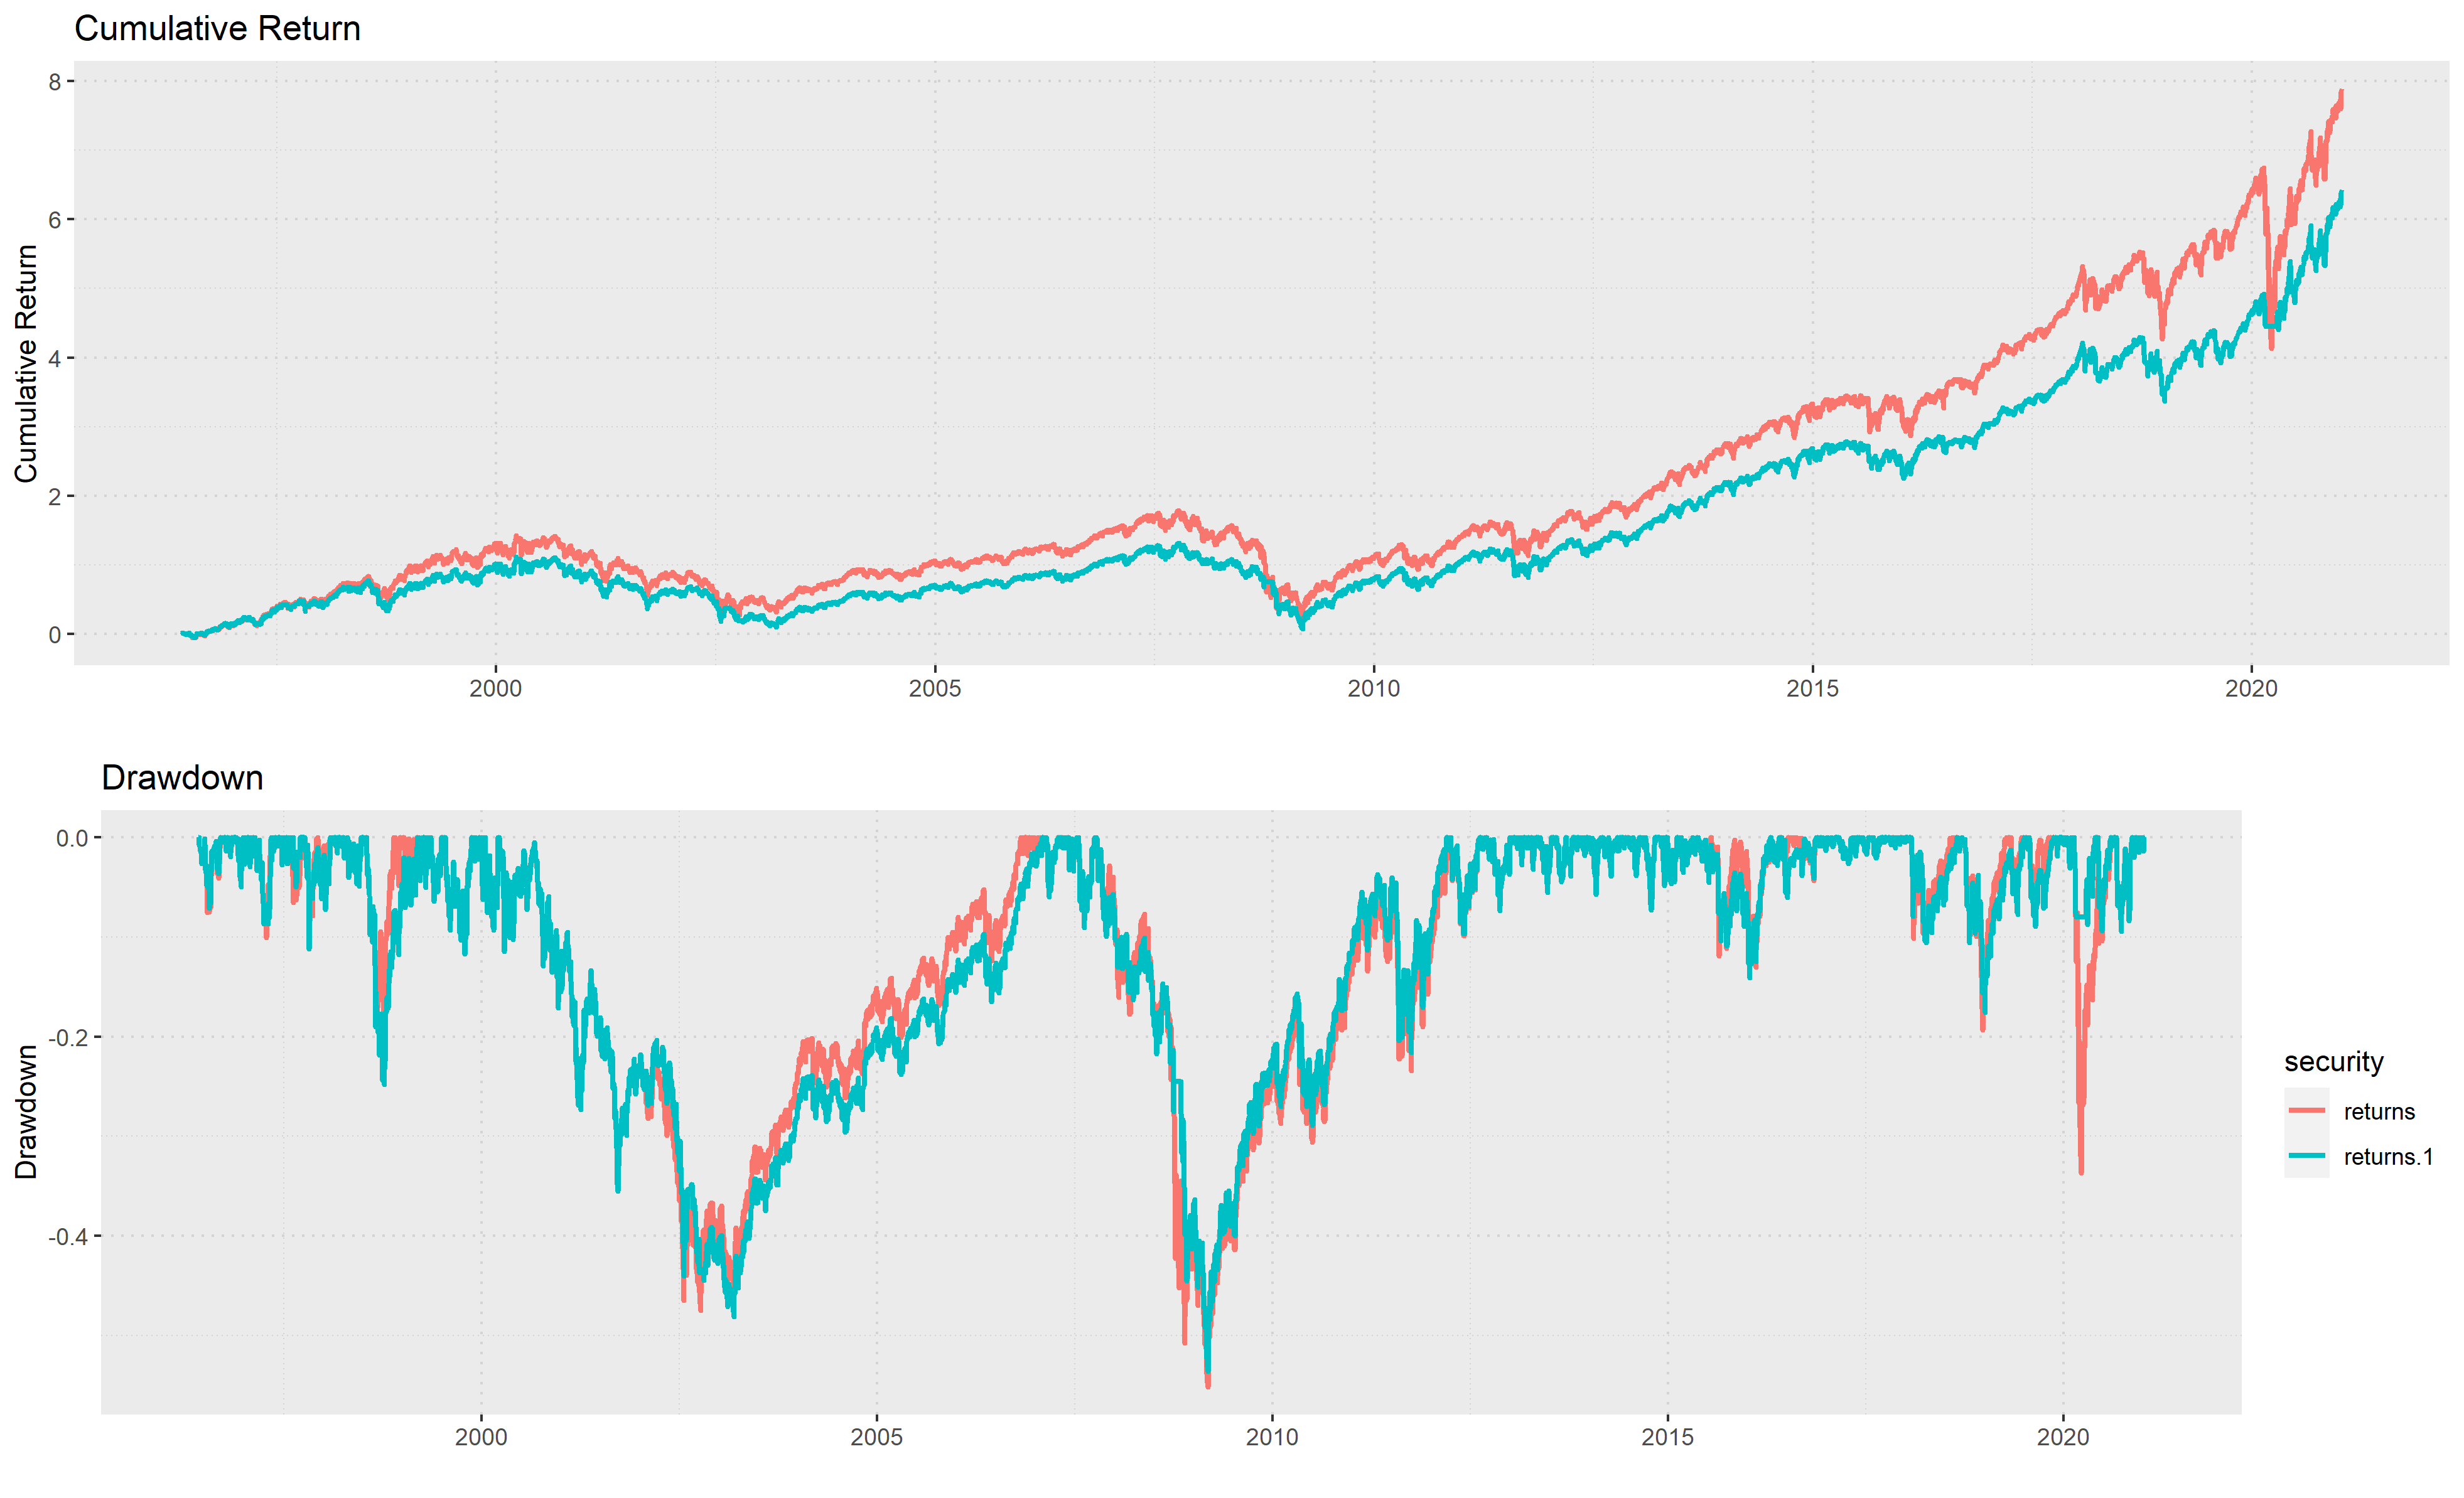 Cumulative Return
Cumulative Return
8
6
4
2
0
2000 2005 2010 2015 2020
Drawdown
Drawdown
0.0
-0.2
-0.4
2000 2005 2010 2015 2020
security
returns
returns.1